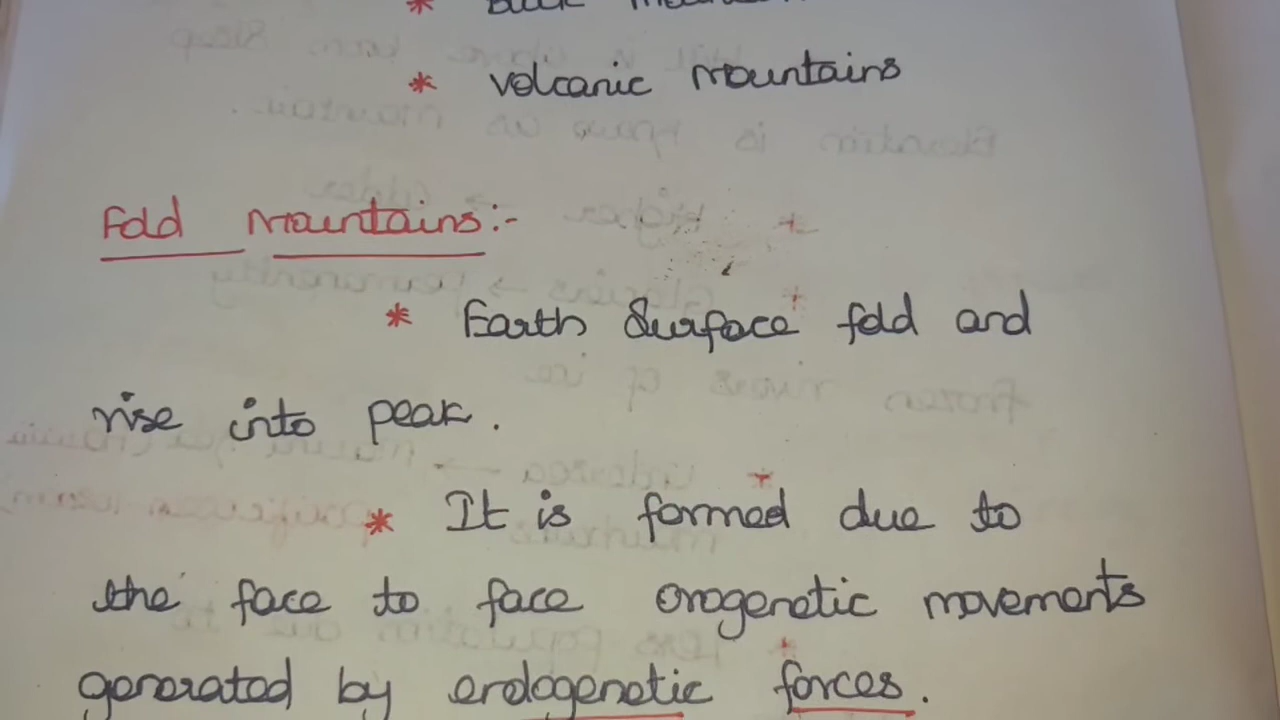 * volcanic mountains
Fold Mountains:-
* Earth Surface fold and
rise into peak.
* It is formed due to
the face to face orogenetic movements
generated by endogenetic forces.